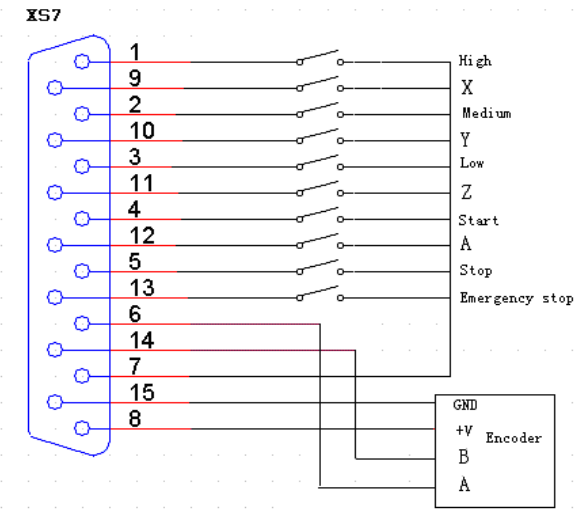 XS7
1 High
9 X
2 Medium
10 Y
3 Low
11 Z
4 Start
12 A
5 Stop
13 Emergency stop
6
14
7
15 GND
8 +V Encoder
B
A